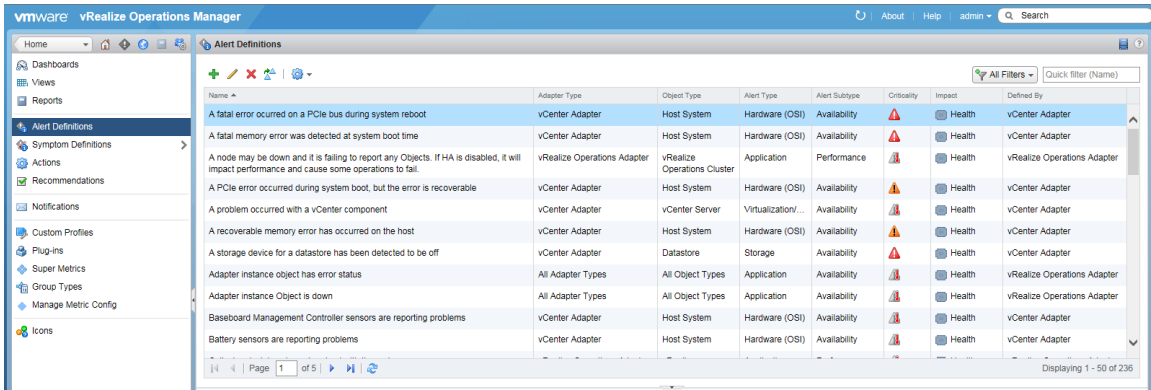 vmware vRealize Operations Manager
About Help admin Search
Home
Dashboards
Views
Reports
Alert Definitions
Symptom Definitions
Actions
Recommendations
Notifications
Custom Profiles
Plug-ins
Super Metrics
Group Types
Manage Metric Config
Icons
Alert Definitions
All Filters Quick filter (Name)
Name Adapter Type Object Type Alert Type Alert Subtype Criticality Impact Defined By
A fatal error ocurred on a PCIe bus during system reboot vCenter Adapter Host System Hardware (OSI) Availability Health vCenter Adapter
A fatal memory error was detected at system boot time vCenter Adapter Host System Hardware (OSI) Availability Health vCenter Adapter
A node may be down and it is failing to report any Objects. If HA is disabled, it will vRealize Operations Adapter vRealize Application Performance Health vRealize Operations Adapter
impact performance and cause some operations to fail. Operations Cluster
A PCIe error occurred during system boot, but the error is recoverable vCenter Adapter Host System Hardware (OSI) Availability Health vCenter Adapter
A problem occurred with a vCenter component vCenter Adapter vCenter Server Virtualization/... Availability Health vCenter Adapter
A recoverable memory error has occurred on the host vCenter Adapter Host System Hardware (OSI) Availability Health vCenter Adapter
A storage device for a datastore has been detected to be off vCenter Adapter Datastore Storage Availability Health vCenter Adapter
Adapter instance object has error status All Adapter Types All Object Types Application Availability Health vRealize Operations Adapter
Adapter instance Object is down All Adapter Types All Object Types Application Availability Health vRealize Operations Adapter
Baseboard Management Controller sensors are reporting problems vCenter Adapter Host System Hardware (OSI) Availability Health vCenter Adapter
Battery sensors are reporting problems vCenter Adapter Host System Hardware (OSI) Availability Health vCenter Adapter
Page 1 of 5 Displaying 1 - 50 of 236